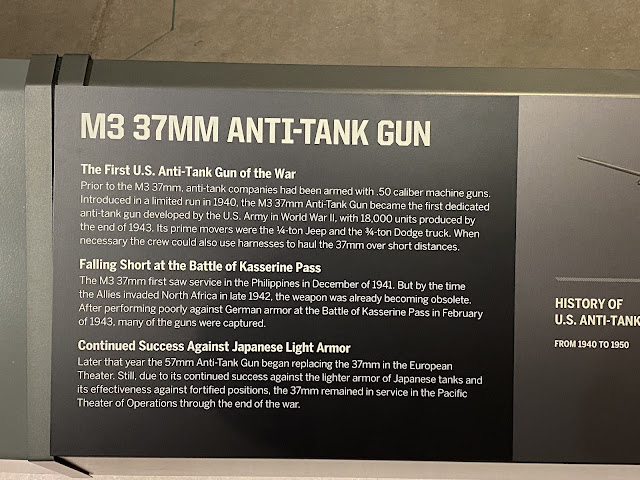 M3 37MM ANTI-TANK GUN
The First U.S. Anti-Tank Gun of the War
Prior to the M3 37mm, anti-tank companies had been armed with .50 caliber machine guns.
Introduced in a limited run in 1940, the M3 37mm Anti-Tank Gun became the first dedicated
anti-tank gun developed by the U.S. Army in World War II, with 18,000 units produced by
the end of 1943. Its prime movers were the ¼-ton Jeep and the ¾-ton Dodge truck. When
necessary the crew could also use harnesses to haul the 37mm over short distances.
Falling Short at the Battle of Kasserine Pass
The M3 37mm first saw service in the Philippines in December of 1941. But by the time
the Allies invaded North Africa in late 1942, the weapon was already becoming obsolete.
After performing poorly against German armor at the Battle of Kasserine Pass in February
of 1943, many of the guns were captured.
Continued Success Against Japanese Light Armor
Later that year the 57mm Anti-Tank Gun began replacing the 37mm in the European
Theater. Still, due to its continued success against the lighter armor of Japanese tanks and
its effectiveness against fortified positions, the 37mm remained in service in the Pacific
Theater of Operations through the end of the war.
HISTORY OF
U.S. ANTI-TANK
FROM 1940 TO 1950